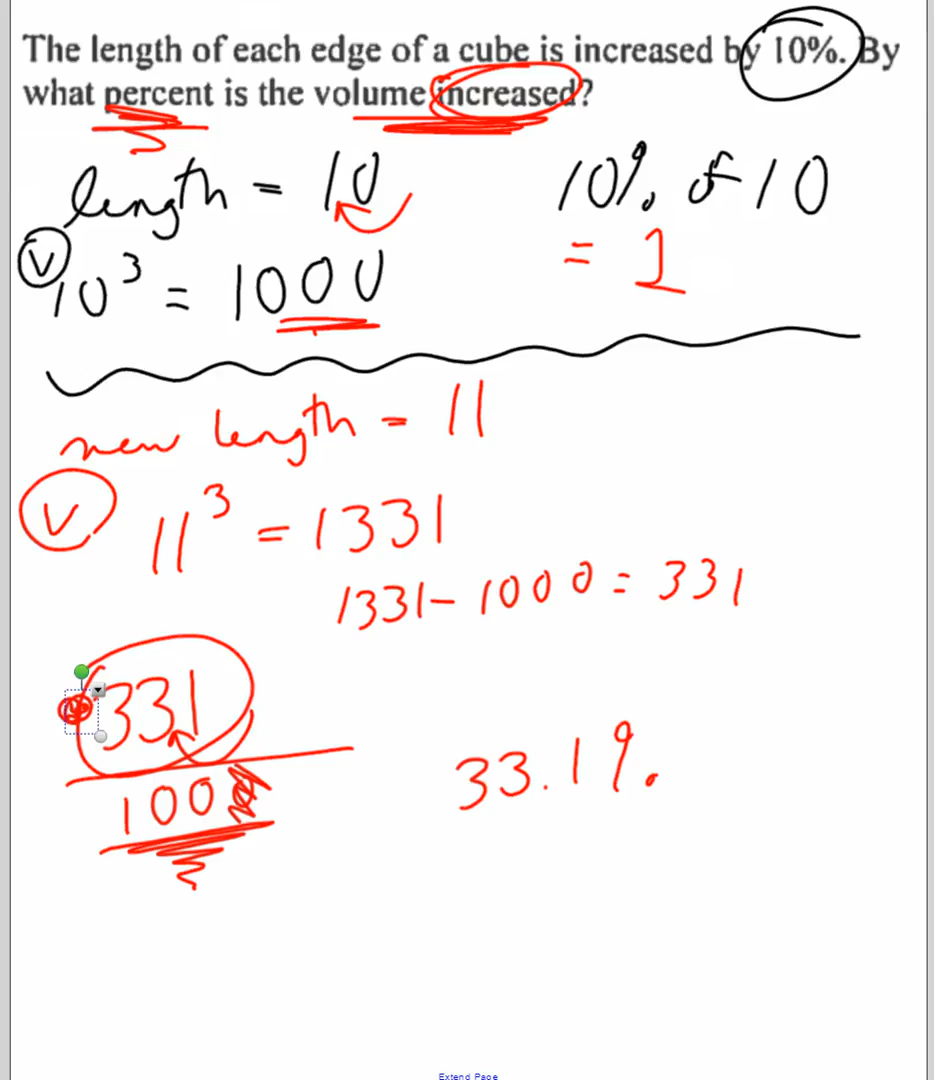 The length of each edge of a cube is increased by 10%. By
what percent is the volume increased?
length = 10
10% of 10
= 1
V
10³ = 1000
new length = 11
V
11³ = 1331
1331 - 1000 = 331
331
100
33.1%
Extend Page